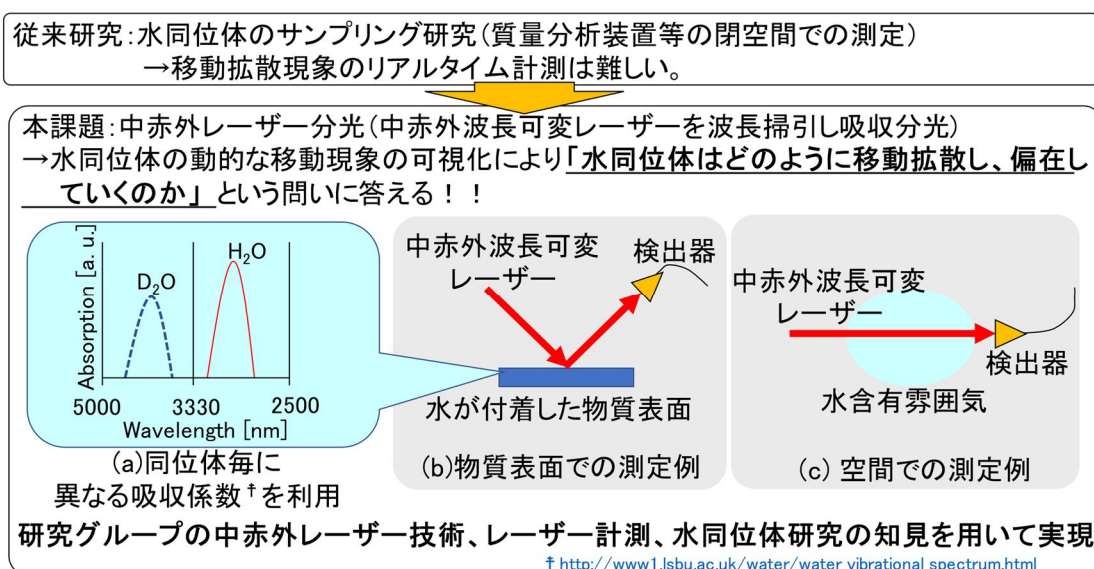 従来研究:水同位体のサンプリング研究(質量分析装置等の閉空間での測定)
→移動拡散現象のリアルタイム計測は難しい。
本課題:中赤外レーザー分光(中赤外波長可変レーザーを波長掃引し吸収分光)
→水同位体の動的な移動現象の可視化により「水同位体はどのように移動拡散し、偏在し
ていくのか」という問いに答える!!
Absorption [a. u.]
D₂O
H₂O
5000 3330 2500
Wavelength [nm]
(a)同位体毎に
異なる吸収係数†を利用
中赤外波長可変
レーザー
検出器
水が付着した物質表面
(b)物質表面での測定例
中赤外波長可変
レーザー
検出器
水含有雰囲気
(c) 空間での測定例
研究グループの中赤外レーザー技術、レーザー計測、水同位体研究の知見を用いて実現
† http://www1.lsbu.ac.uk/water/water_vibrational_spectrum.html